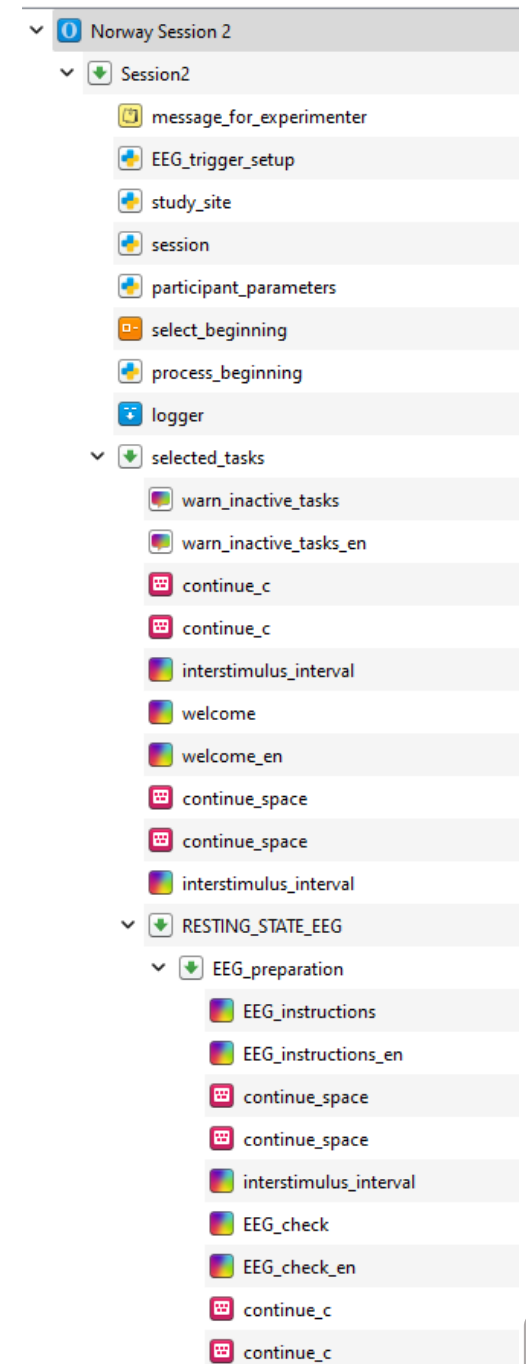 Norway Session 2
Session2
message_for_experimenter
EEG_trigger_setup
study_site
session
participant_parameters
select_beginning
process_beginning
logger
selected_tasks
warn_inactive_tasks
warn_inactive_tasks_en
continue_c
continue_c
interstimulus_interval
welcome
welcome_en
continue_space
continue_space
interstimulus_interval
RESTING_STATE_EEG
EEG_preparation
EEG_instructions
EEG_instructions_en
continue_space
continue_space
interstimulus_interval
EEG_check
EEG_check_en
continue_c
continue_c